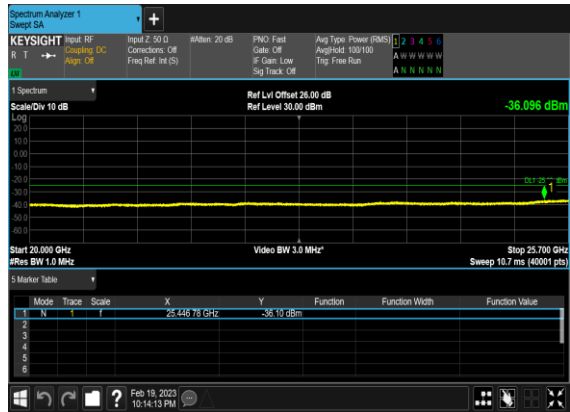 Spectrum Analyzer 1
Swept SA
+
KEYSIGHT Input: RF Input Z: 50 Ω #Atten: 20 dB PNO: Fast Avg Type: Power (RMS) 1 2 3 4 5 6
R T Coupling: DC Corrections: Off Gate: Off Avg|Hold: 100/100 A W W W W W
Align: Off Freq Ref: Int (S) IF Gain: Low Trig: Free Run
Sig Track: Off A N N N N N
LXI
1 Spectrum
Scale/Div 10 dB Ref Lvl Offset 26.00 dB
Ref Level 30.00 dBm -36.096 dBm
Log
20.0
10.0
0.00
-10.0
-20.0
-30.0
-40.0
-50.0
-60.0
1
Start 20.000 GHz Video BW 3.0 MHz* Stop 25.700 GHz
#Res BW 1.0 MHz Sweep 10.7 ms (40001 pts)
5 Marker Table
Mode Trace Scale X Y Function Function Width Function Value
1 N 1 f 25.446 78 GHz -36.10 dBm
2
3
4
5
6
? Feb 19, 2023
10:14:13 PM